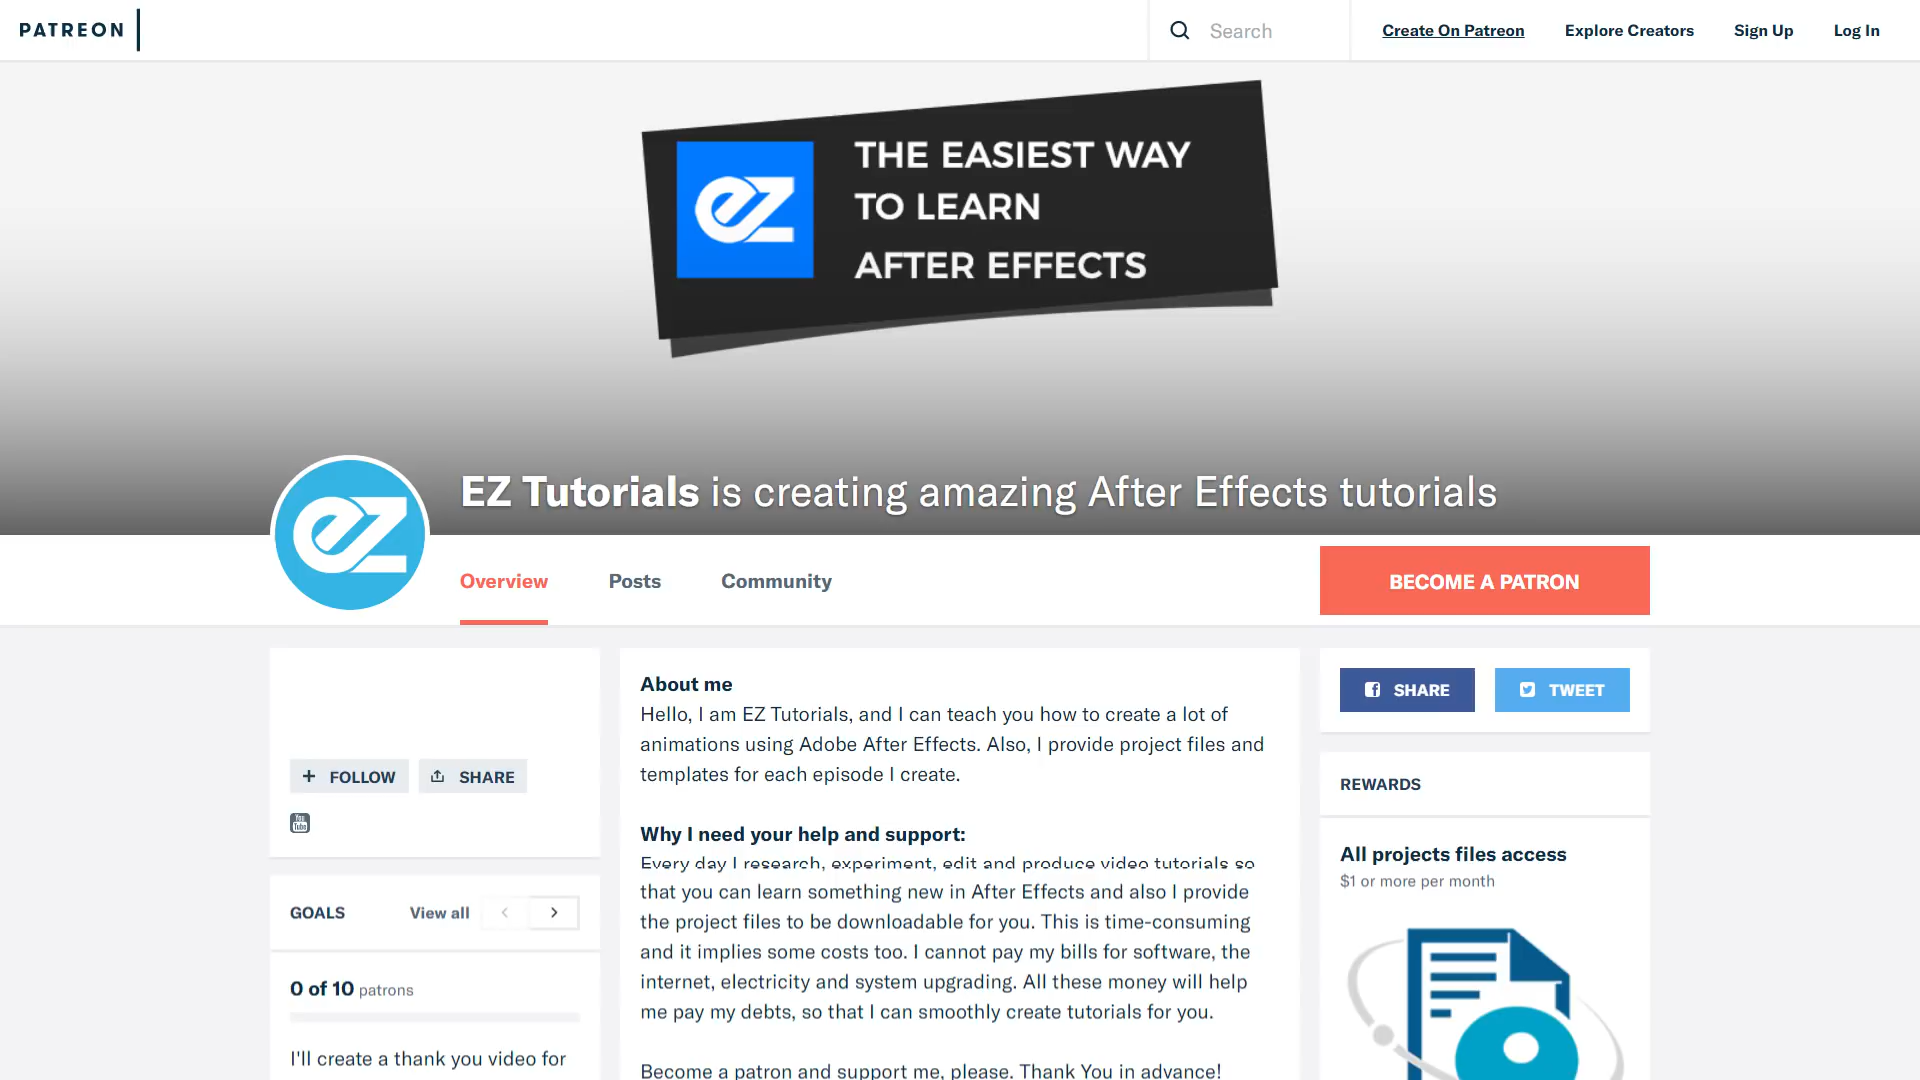 PATREON
Search
Create On Patreon
Explore Creators
Sign Up
Log In
eZ
THE EASIEST WAY
TO LEARN
AFTER EFFECTS
eZ
EZ Tutorials is creating amazing After Effects tutorials
Overview
Posts
Community
BECOME A PATRON
FOLLOW
SHARE
You
Tube
GOALS
View all
0 of 10 patrons
I'll create a thank you video for
About me
Hello, I am EZ Tutorials, and I can teach you how to create a lot of
animations using Adobe After Effects. Also, I provide project files and
templates for each episode I create.
Why I need your help and support:
Every day I research, experiment, edit and produce video tutorials so
that you can learn something new in After Effects and also I provide
the project files to be downloadable for you. This is time-consuming
and it implies some costs too. I cannot pay my bills for software, the
internet, electricity and system upgrading. All these money will help
me pay my debts, so that I can smoothly create tutorials for you.
Become a patron and support me, please. Thank You in advance!
SHARE
TWEET
REWARDS
All projects files access
$1 or more per month